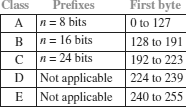 Class Prefixes First byte
A n = 8 bits 0 to 127
B n = 16 bits 128 to 191
C n = 24 bits 192 to 223
D Not applicable 224 to 239
E Not applicable 240 to 255